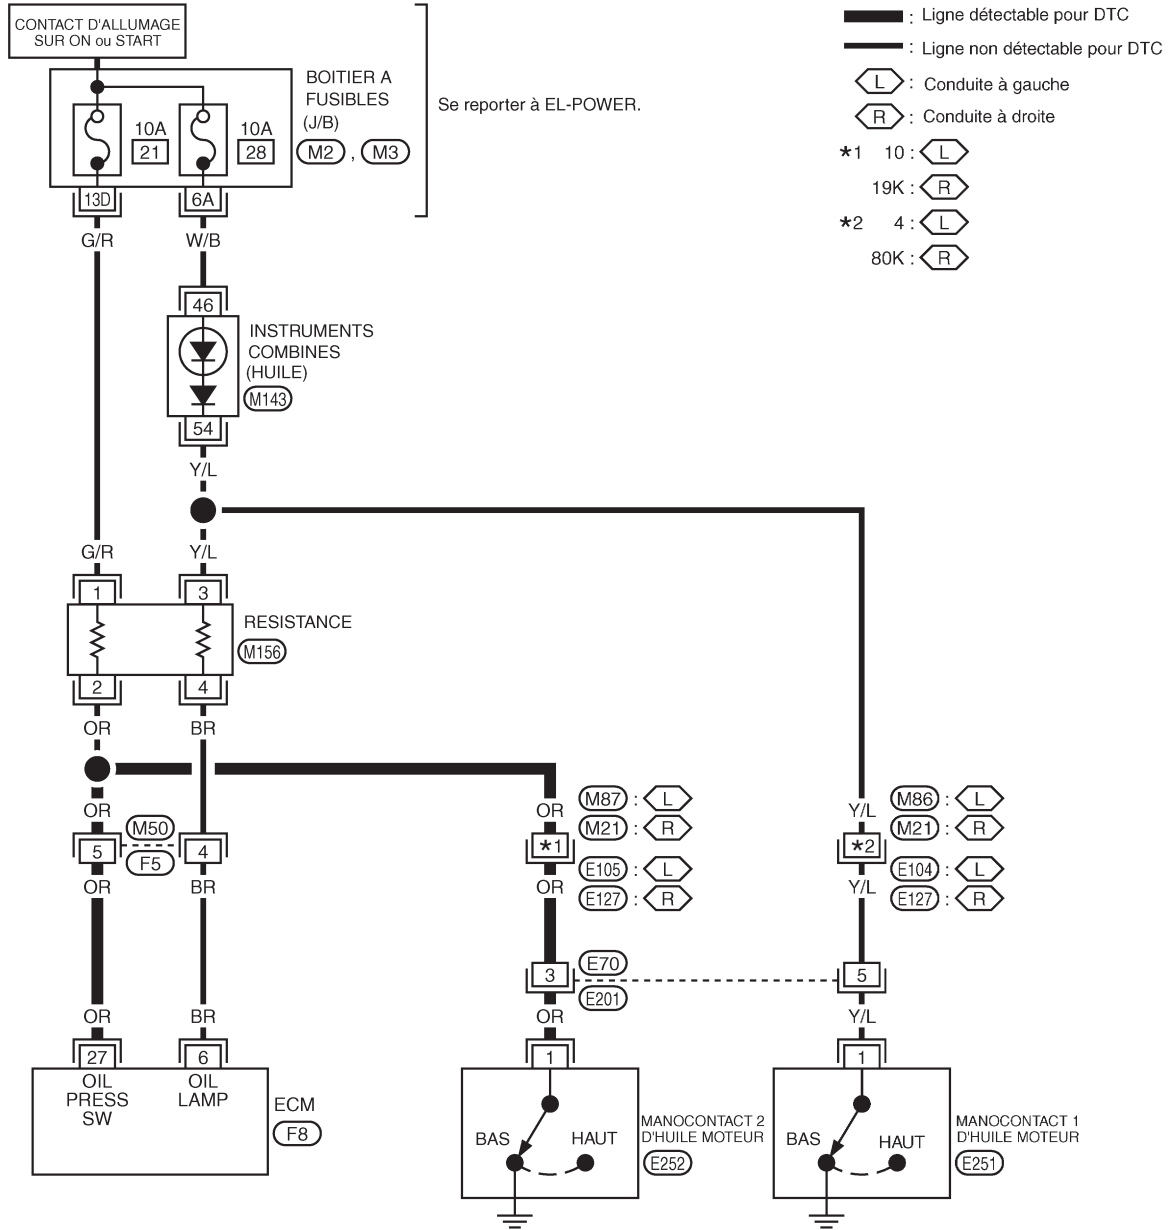 CONTACT D'ALLUMAGE
SUR ON ou START
BOITIER A
FUSIBLES
(J/B)
M2 , M3
10A
21
10A
28
Se reporter à EL-POWER.
: Ligne détectable pour DTC
: Ligne non détectable pour DTC
L : Conduite à gauche
R : Conduite à droite
*1 10 : L
19K : R
*2 4 : L
80K : R
13D
6A
G/R
W/B
46
INSTRUMENTS
COMBINES
(HUILE)
M143
54
Y/L
G/R
Y/L
1
3
RESISTANCE
M156
2
4
OR
BR
OR
M50
5
4
F5
OR
BR
OR
M87 : L
M21 : R
*1
E105 : L
E127 : R
OR
Y/L
M86 : L
M21 : R
*2
E104 : L
E127 : R
Y/L
3
E70
E201
5
OR
BR
OR
Y/L
27
6
1
1
OIL
PRESS
SW
OIL
LAMP
ECM
F8
BAS
HAUT
MANOCONTACT 2
D'HUILE MOTEUR
E252
BAS
HAUT
MANOCONTACT 1
D'HUILE MOTEUR
E251